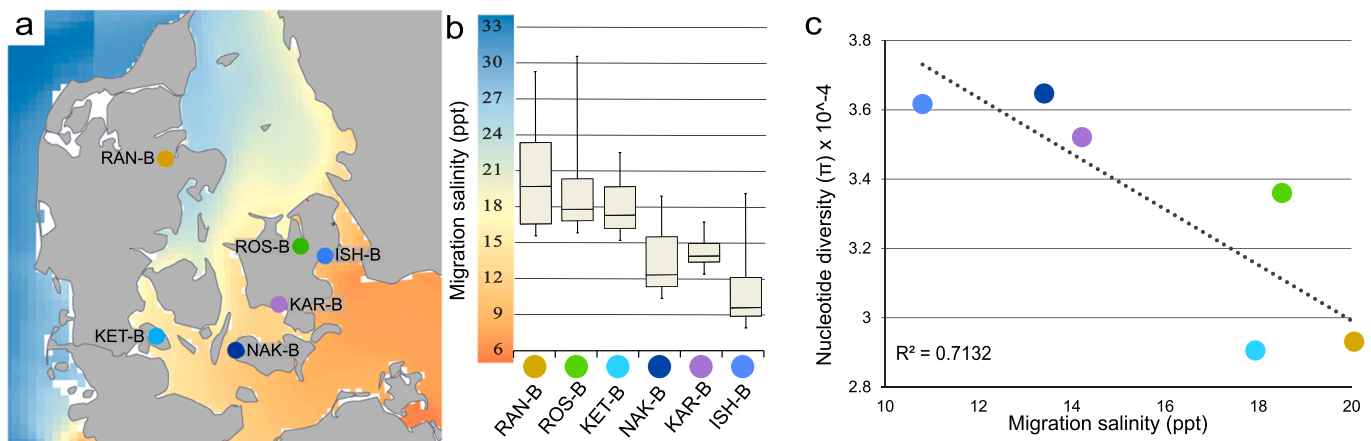 a
RAN-B
ROS-B
ISH-B
KAR-B
KET-B
NAK-B
b
Migration salinity (ppt)
33
30
27
24
21
18
15
12
9
6
RAN-B
ROS-B
KET-B
NAK-B
KAR-B
ISH-B
c
Nucleotide diversity (π) x 10^-4
3.8
3.6
3.4
3.2
3
2.8
R² = 0.7132
10 12 14 16 18 20
Migration salinity (ppt)